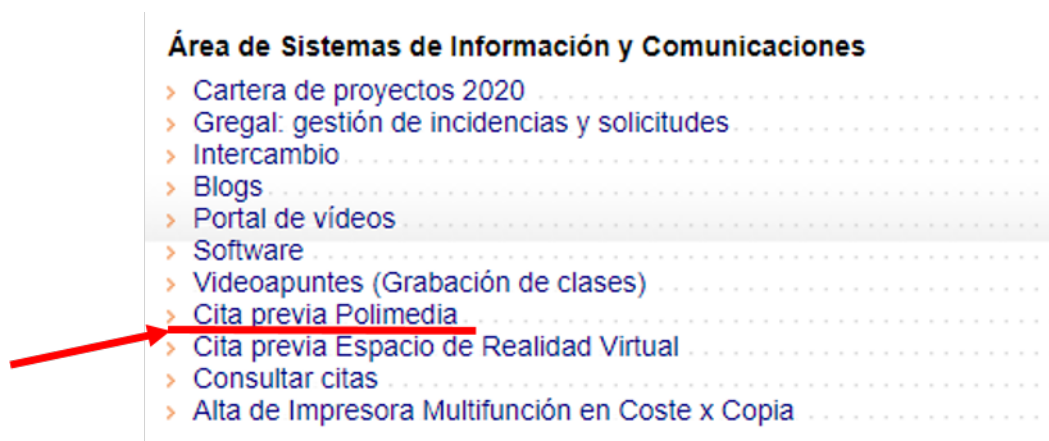 Área de Sistemas de Información y Comunicaciones
Cartera de proyectos 2020
Gregal: gestión de incidencias y solicitudes
Intercambio
Blogs
Portal de vídeos
Software
Videoapuntes (Grabación de clases)
Cita previa Polimedia
Cita previa Espacio de Realidad Virtual
Consultar citas
Alta de Impresora Multifunción en Coste x Copia